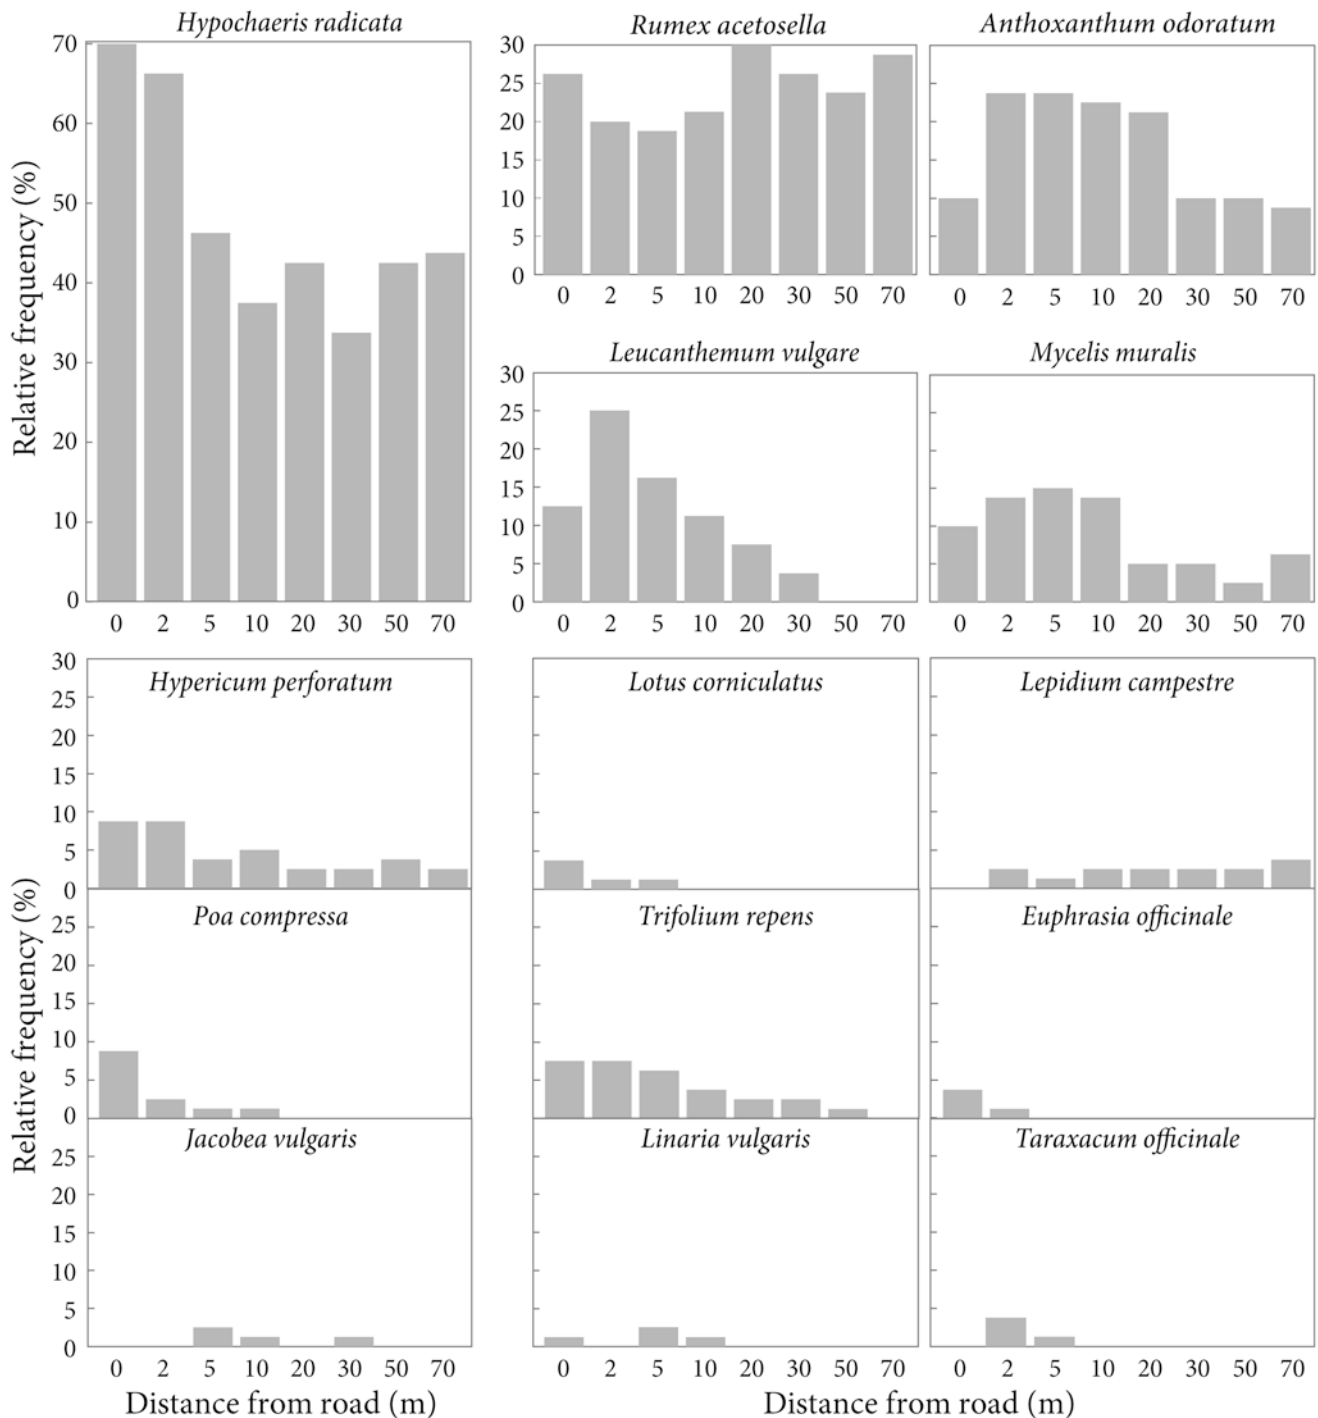 Hypochaeris radicata
Rumex acetosella
Anthoxanthum odoratum
Relative frequency (%)
70
60
50
40
30
20
10
0
0 2 5 10 20 30 50 70
30
25
20
15
10
5
0
0 2 5 10 20 30 50 70
0 2 5 10 20 30 50 70
Leucanthemum vulgare
Mycelis muralis
30
25
20
15
10
5
0
0 2 5 10 20 30 50 70
0 2 5 10 20 30 50 70
Relative frequency (%)
Hypericum perforatum
Lotus corniculatus
Lepidium campestre
30
25
20
15
10
5
0
Poa compressa
Trifolium repens
Euphrasia officinale
25
20
15
10
5
0
Jacobea vulgaris
Linaria vulgaris
Taraxacum officinale
25
20
15
10
5
0
0 2 5 10 20 30 50 70
0 2 5 10 20 30 50 70
0 2 5 10 20 30 50 70
Distance from road (m)
Distance from road (m)